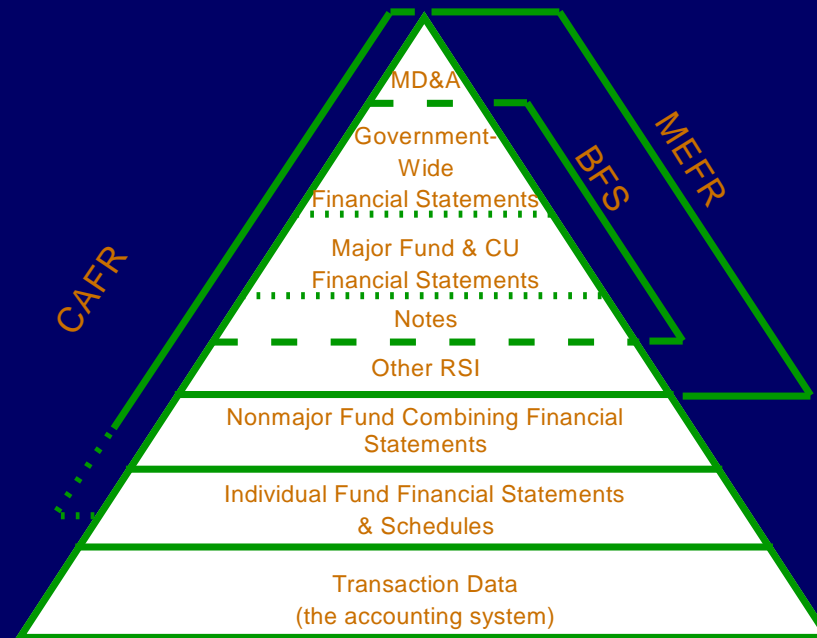 MD&A
Government-
Wide
Financial Statements
Major Fund & CU
Financial Statements
Notes
Other RSI
Nonmajor Fund Combining Financial
Statements
Individual Fund Financial Statements
& Schedules
Transaction Data
(the accounting system)
CAFR
BFS
MEFR